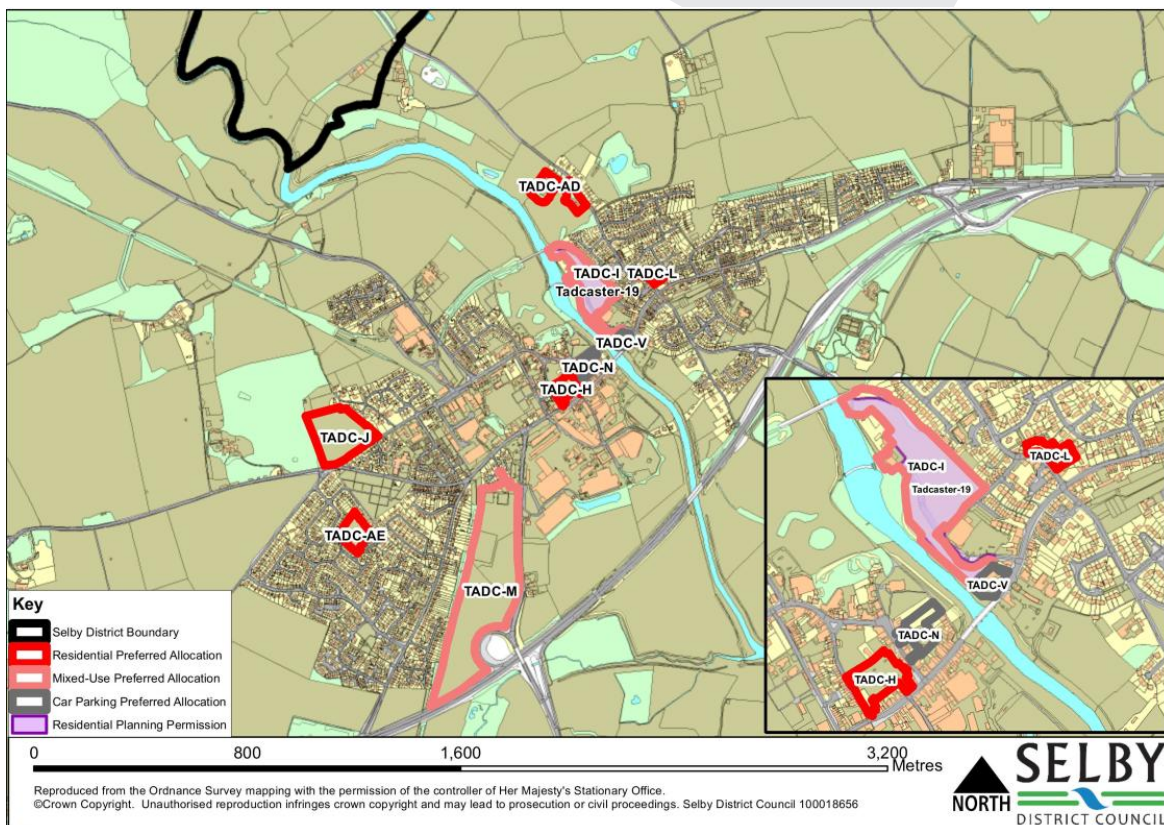 TADC-AD
TADC-I
TADC-L
Tadcaster-19
TADC-V
TADC-N
TADC-H
TADC-J
TADC-AE
TADC-M
TADC-L
TADC-I
Tadcaster-19
TADC-V
TADC-N
TADC-H
Key
Selby District Boundary
Residential Preferred Allocation
Mixed-Use Preferred Allocation
Car Parking Preferred Allocation
Residential Planning Permission
0 800 1,600 3,200
Metres
Reproduced from the Ordnance Survey mapping with the permission of the controller of Her Majesty's Stationary Office.
©Crown Copyright. Unauthorised reproduction infringes crown copyright and may lead to prosecution or civil proceedings. Selby District Council 100018656
NORTH
SELBY
DISTRICT COUNCIL